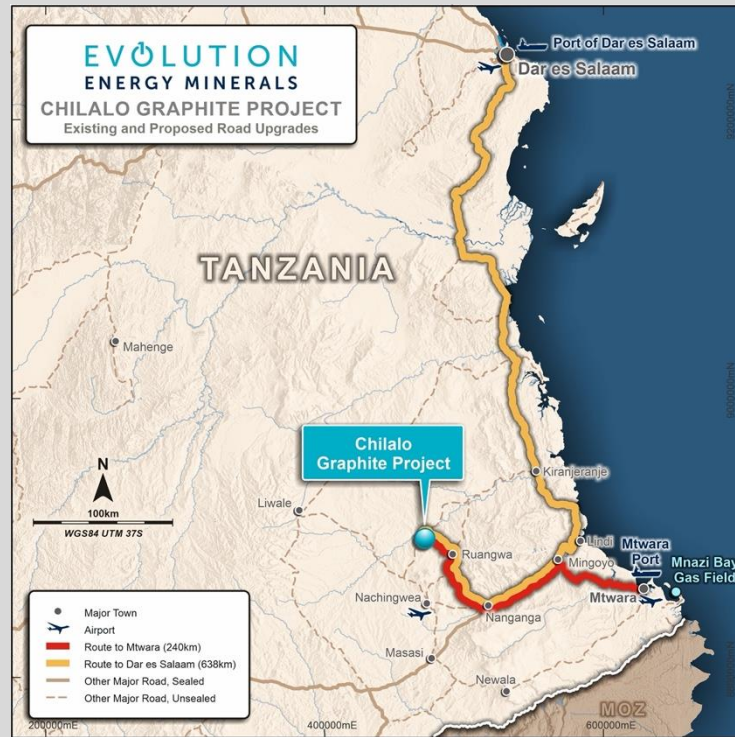 EVOLUTION
ENERGY MINERALS
CHILALO GRAPHITE PROJECT
Existing and Proposed Road Upgrades
Port of Dar es Salaam
Dar es Salaam
TANZANIA
Mahenge
Chilalo
Graphite Project
Kiranjeranje
N
100km
WGS84 UTM 37S
Liwale
Lindi
Mtwara
Port
Mingoyo
Ruangwa
Mnazi Bay
Gas Field
Mtwara
Nachingwea
Nanganga
Masasi
Newala
MOZ
Major Town
Airport
Route to Mtwara (240km)
Route to Dar es Salaam (638km)
Other Major Road, Sealed
Other Major Road, Unsealed
200000mE
400000mE
600000mE